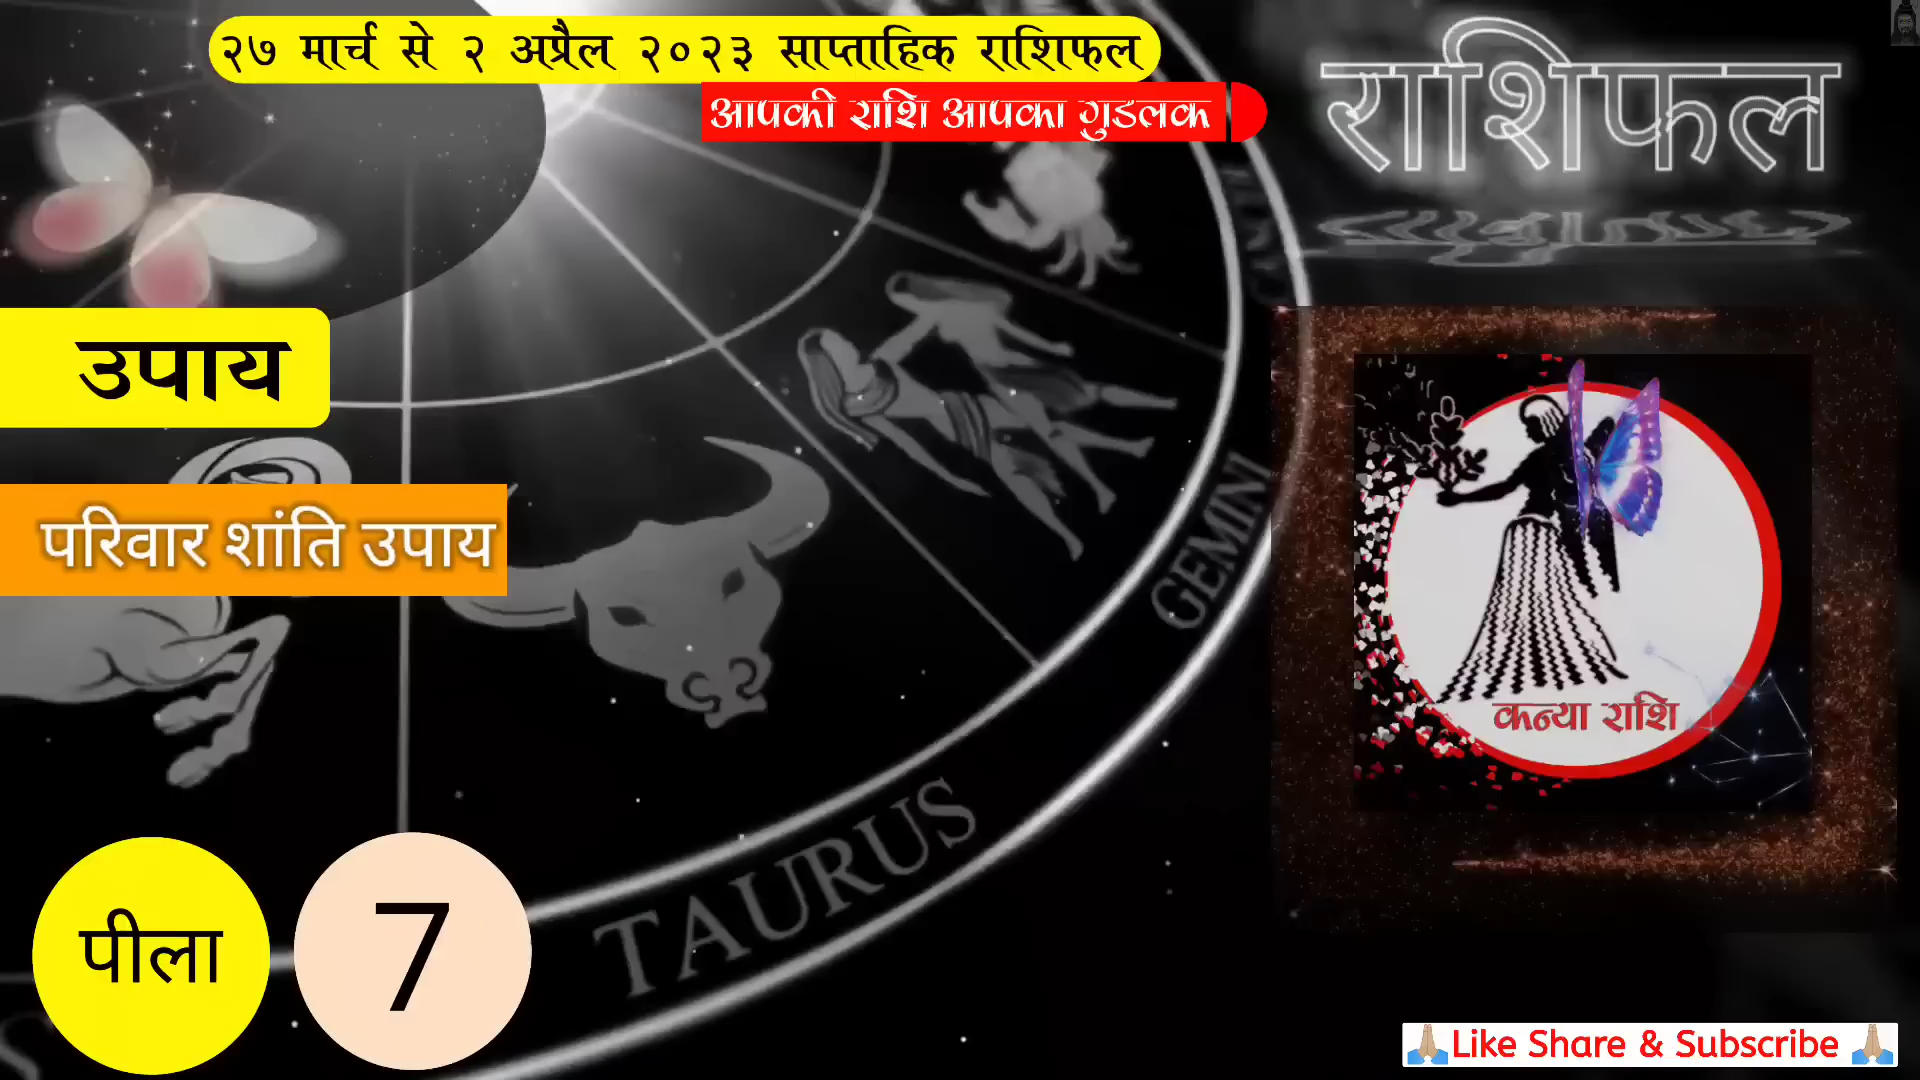 २७ मार्च से २ अप्रैल २०२३ साप्ताहिक राशिफल
आपकी राशि आपका गुडलक
राशिफल
उपाय
परिवार शांति उपाय
GEMINI
कन्या राशि
TAURUS
पीला
7
Like Share & Subscribe